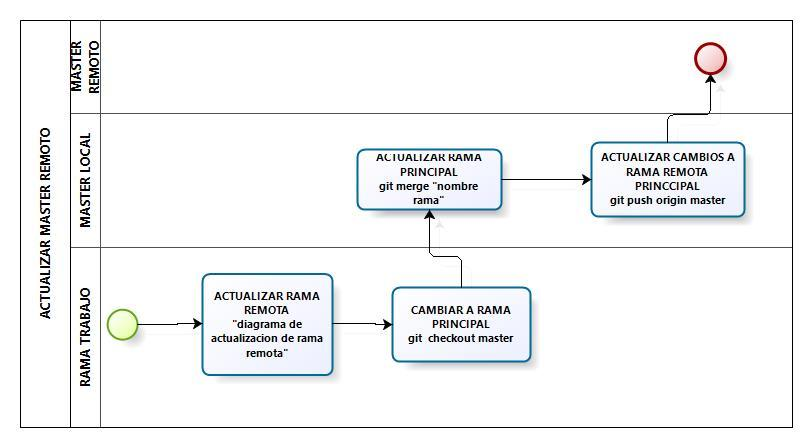 ACTUALIZAR MASTER REMOTO
MASTER
REMOTO
MASTER LOCAL
ACTUALIZAR RAMA
PRINCIPAL
git merge "nombre
rama"
ACTUALIZAR CAMBIOS A
RAMA REMOTA
PRINCCIPAL
git push origin master
RAMA TRABAJO
ACTUALIZAR RAMA
REMOTA
"diagrama de
actualizacion de rama
remota"
CAMBIAR A RAMA
PRINCIPAL
git checkout master